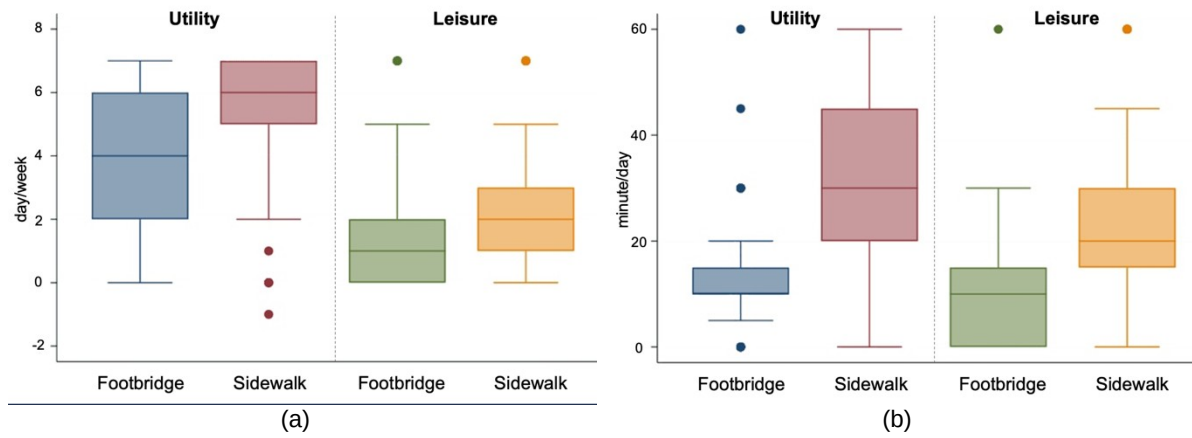 Utility Leisure
8
6
4
2
0
-2
day/week
Footbridge Sidewalk Footbridge Sidewalk
(a)
Utility Leisure
60
40
20
0
minute/day
Footbridge Sidewalk Footbridge Sidewalk
(b)